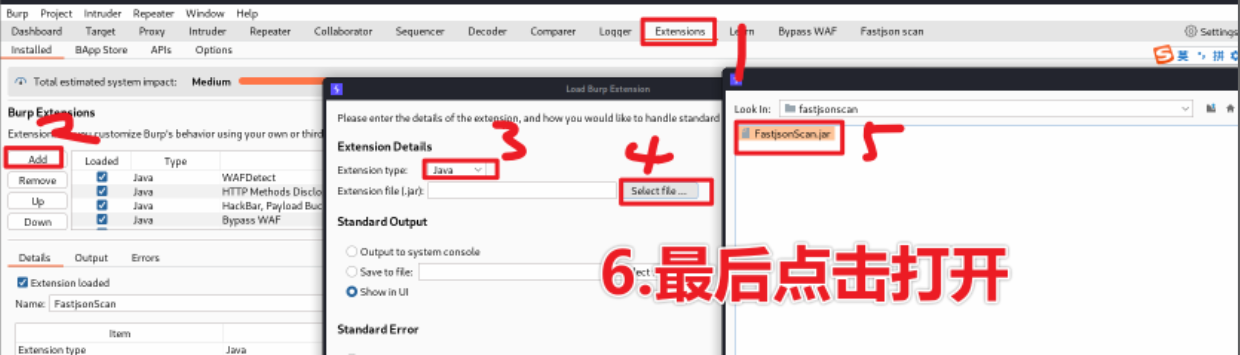 Burp Project Intruder Repeater Window Help
Dashboard Target Proxy Intruder Repeater Collaborator Sequencer Decoder Comparer Logger Extensions Learn Bypass WAF Fastjson scan Settings
Installed BApp Store APIs Options
英 拼
1
Total estimated system impact: Medium
Load Burp Extension
Burp Extensions
2
Please enter the details of the extension, and how you would like to handle standard
Look In: fastjsonscan
Extension you customize Burp's behavior using your own or third
Extension Details
3
4
FastjsonScan.jar
5
Add
Loaded Type
Extension type: Java
Remove
Java WAFDetect
Extension file (.jar): Select file ...
Up
Java HTTP Methods Disclo
Java HackBar, Payload Buc
Down
Java Bypass WAF
Standard Output
Output to system console
Details Output Errors
Save to file:
6.最后点击打开
Extension loaded
Show in UI
Name: FastjsonScan
Standard Error
Item
Extension type Java